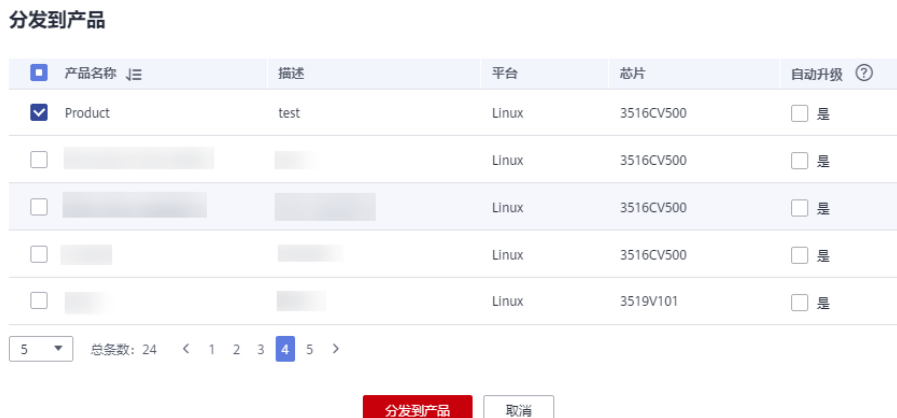 分发到产品
产品名称 描述 平台 芯片 自动升级 ?
Product test Linux 3516CV500 是
Linux 3516CV500 是
Linux 3516CV500 是
Linux 3516CV500 是
Linux 3519V101 是
5 总条数: 24 < 1 2 3 4 5 >
分发到产品 取消